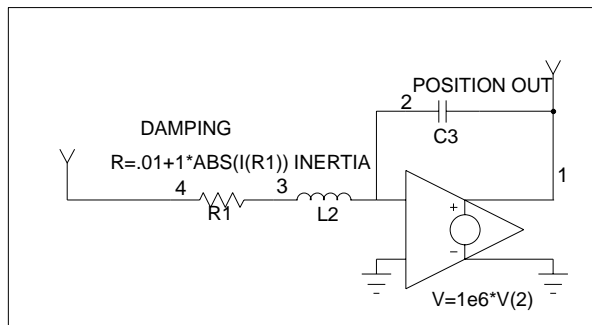 POSITION OUT
2
C3
DAMPING
R=.01+1*ABS(I(R1)) INERTIA
1
4
3
R1
L2
+
−
V=1e6*V(2)